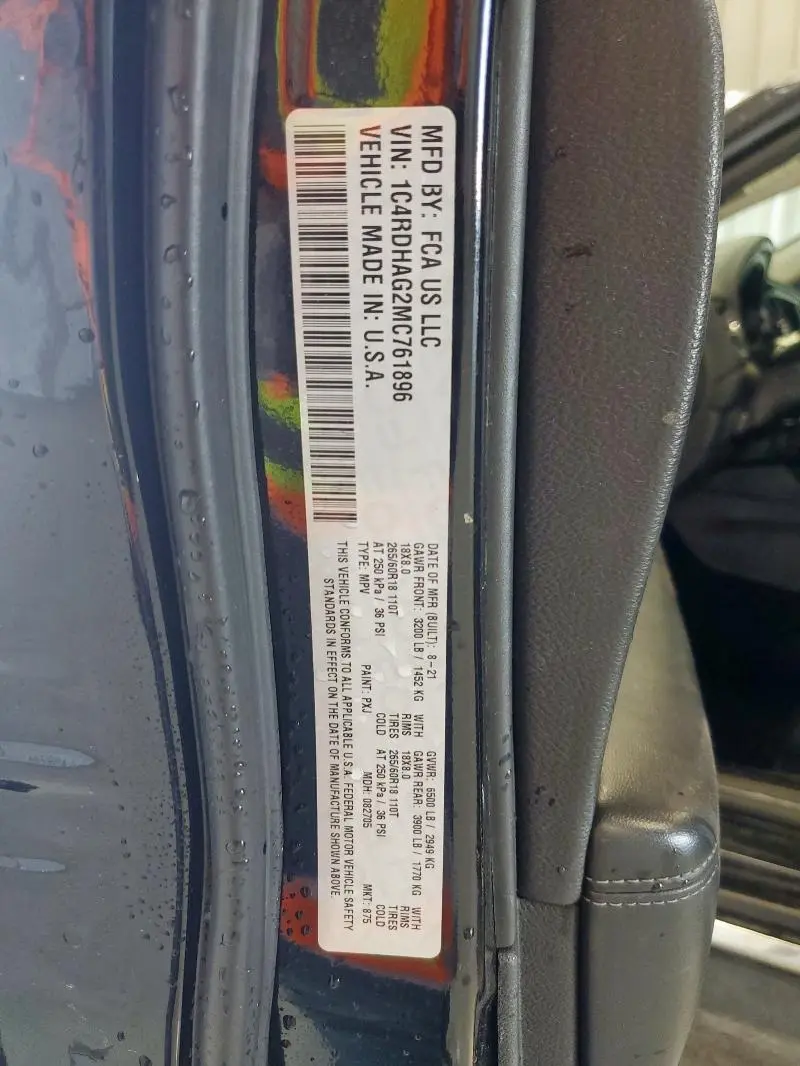 MFD BY: FCA US LLC
VIN: 1C4RDHAG2MC761896
VEHICLE MADE IN: U.S.A.
DATE OF MFR (BUILT): 8-21 GVWR: 6500 LB / 2949 KG
GAWR FRONT: 3200 LB / 1452 KG WITH GAWR REAR: 3900 LB / 1770 KG WITH
18X8.0 RIMS 18X8.0 RIMS
265/60R18 110T TIRES 265/60R18 110T TIRES
AT 250 kPa / 36 PSI COLD AT 250 kPa / 36 PSI COLD
TYPE: MPV PAINT: PXJ MDH: 082705 MKT: 875
THIS VEHICLE CONFORMS TO ALL APPLICABLE U.S.A. FEDERAL MOTOR VEHICLE SAFETY
STANDARDS IN EFFECT ON THE DATE OF MANUFACTURE SHOWN ABOVE.